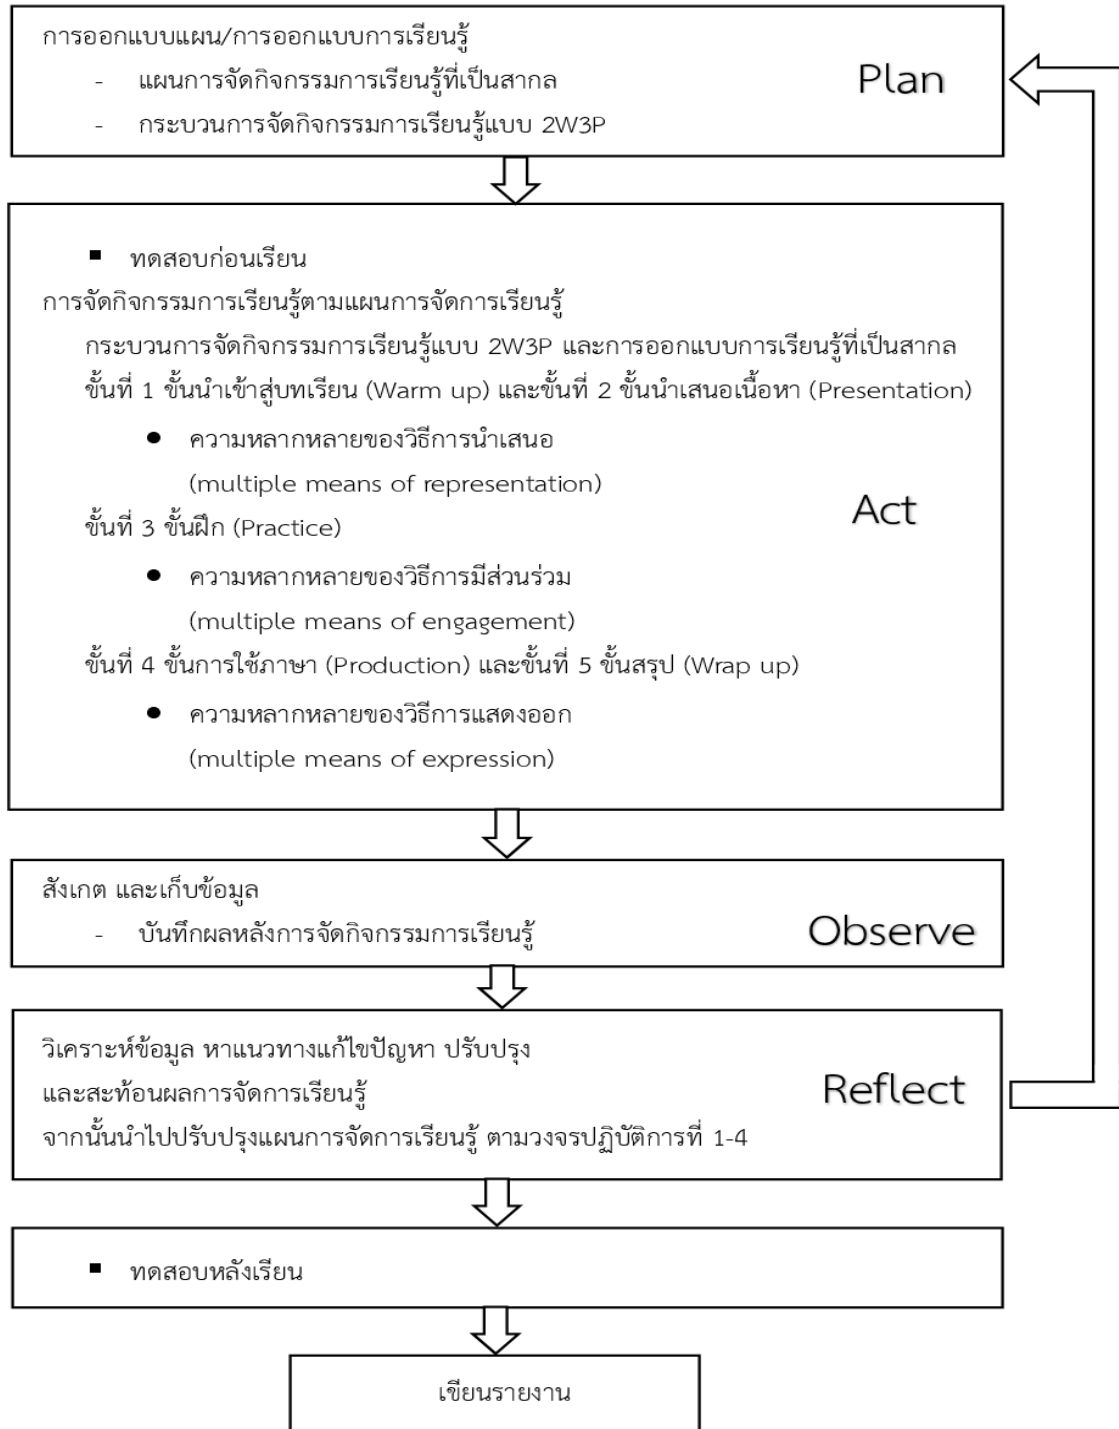 การออกแบบแผน/การออกแบบการเรียนรู้
- แผนการจัดกิจกรรมการเรียนรู้ที่เป็นสากล
- กระบวนการจัดกิจกรรมการเรียนรู้แบบ 2W3P
Plan
▪ ทดสอบก่อนเรียน
การจัดกิจกรรมการเรียนรู้ตามแผนการจัดการเรียนรู้
กระบวนการจัดกิจกรรมการเรียนรู้แบบ 2W3P และการออกแบบการเรียนรู้ที่เป็นสากล
ขั้นที่ 1 ขั้นนำเข้าสู่บทเรียน (Warm up) และขั้นที่ 2 ขั้นนำเสนอเนื้อหา (Presentation)
● ความหลากหลายของวิธีการนำเสนอ
(multiple means of representation)
ขั้นที่ 3 ขั้นฝึก (Practice)
● ความหลากหลายของวิธีการมีส่วนร่วม
(multiple means of engagement)
ขั้นที่ 4 ขั้นการใช้ภาษา (Production) และขั้นที่ 5 ขั้นสรุป (Wrap up)
● ความหลากหลายของวิธีการแสดงออก
(multiple means of expression)
Act
สังเกต และเก็บข้อมูล
- บันทึกผลหลังการจัดกิจกรรมการเรียนรู้
Observe
วิเคราะห์ข้อมูล หาแนวทางแก้ไขปัญหา ปรับปรุง
และสะท้อนผลการจัดการเรียนรู้
จากนั้นนำไปปรับปรุงแผนการจัดการเรียนรู้ ตามวงจรปฏิบัติการที่ 1-4
Reflect
▪ ทดสอบหลังเรียน
เขียนรายงาน